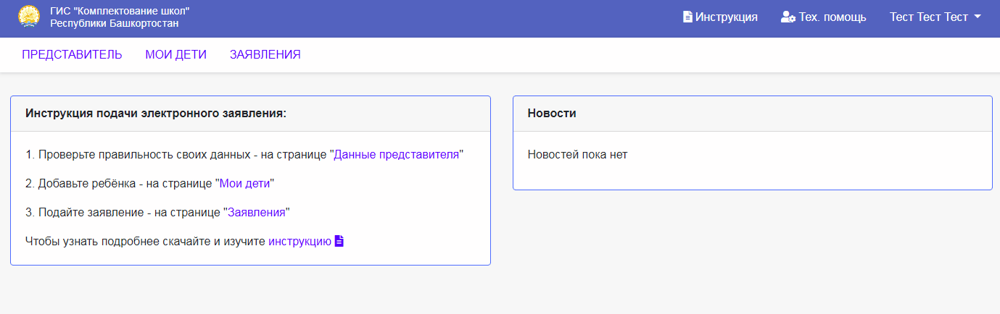 ГИС "Комплектование школ"
Республики Башкортостан
Инструкция
Тех. помощь
Тест Тест Тест
ПРЕДСТАВИТЕЛЬ
МОИ ДЕТИ
ЗАЯВЛЕНИЯ
Инструкция подачи электронного заявления:
1. Проверьте правильность своих данных - на странице "Данные представителя"
2. Добавьте ребёнка - на странице "Мои дети"
3. Подайте заявление - на странице "Заявления"
Чтобы узнать подробнее скачайте и изучите инструкцию
Новости
Новостей пока нет